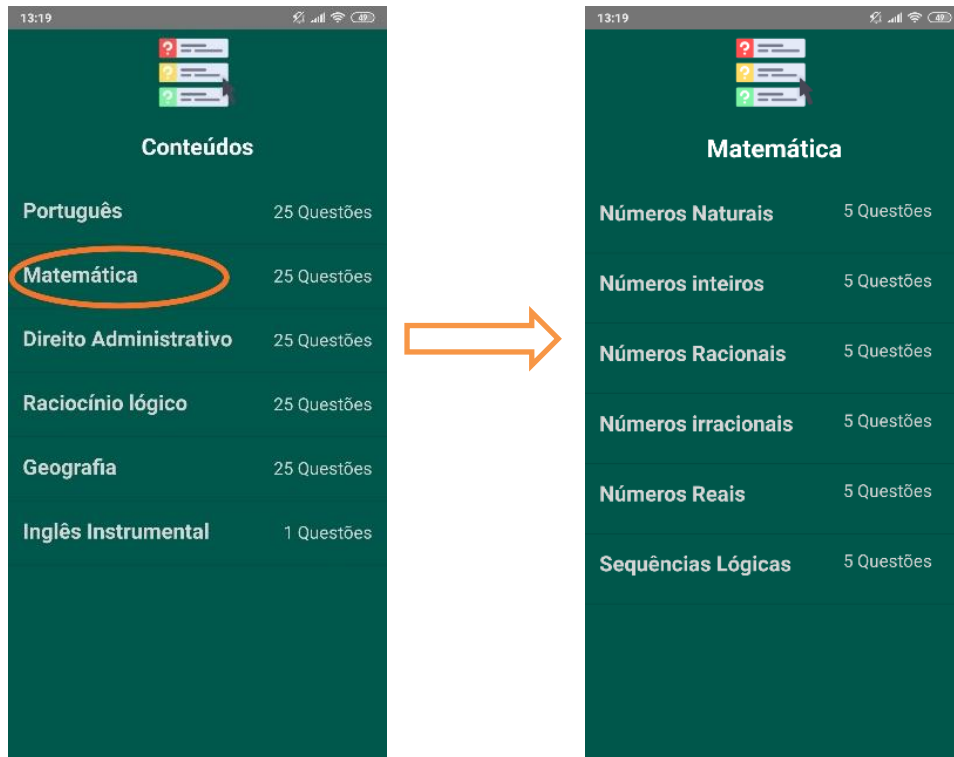 13:19
49
Conteúdos
Português 25 Questões
Matemática 25 Questões
Direito Administrativo 25 Questões
Raciocínio lógico 25 Questões
Geografia 25 Questões
Inglês Instrumental 1 Questões
13:19
49
Matemática
Números Naturais 5 Questões
Números inteiros 5 Questões
Números Racionais 5 Questões
Números irracionais 5 Questões
Números Reais 5 Questões
Sequências Lógicas 5 Questões